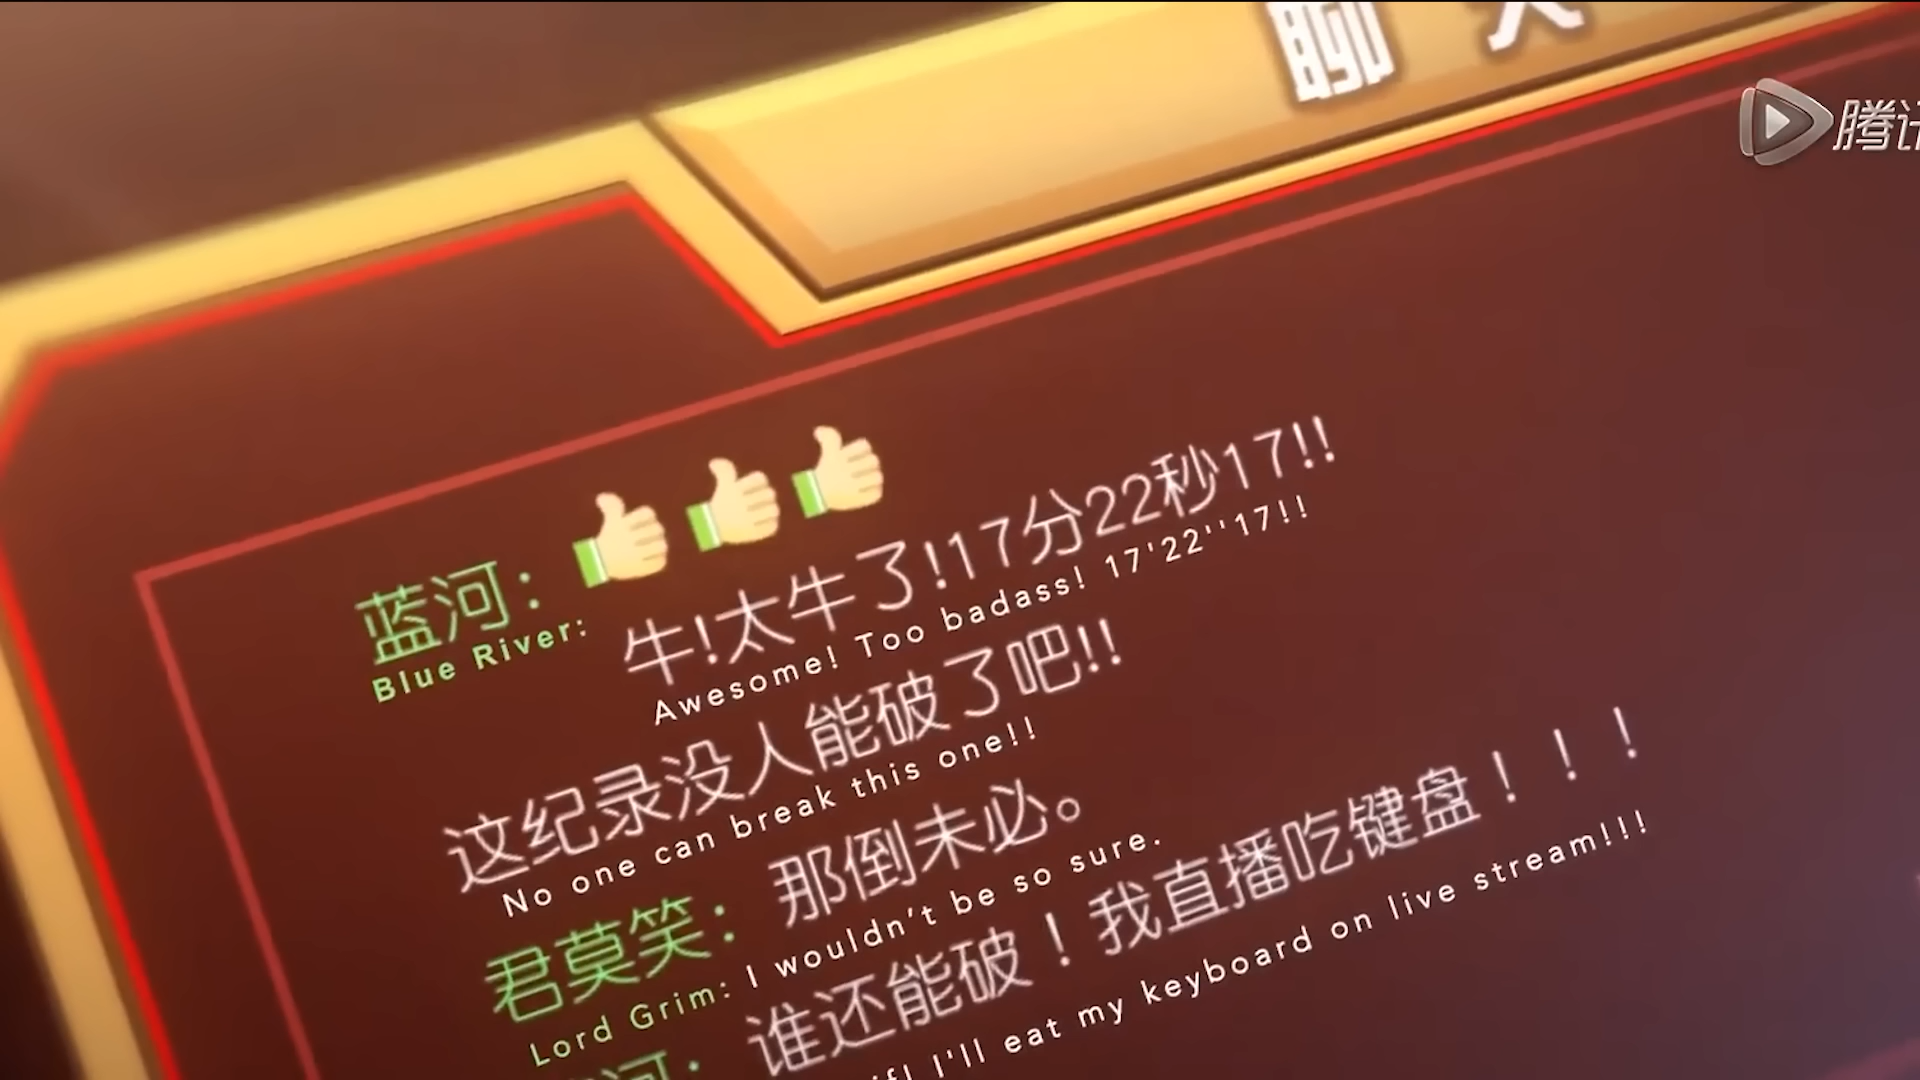 聊天
腾讯
蓝河：
Blue River:
牛!太牛了!17分22秒17!!
Awesome! Too badass! 17'22''17!!
这纪录没人能破了吧!!
No one can break this one!!
君莫笑： 那倒未必。
Lord Grim: I wouldn't be so sure.
河： 谁还能破！我直播吃键盘！！！
if! I'll eat my keyboard on live stream!!!